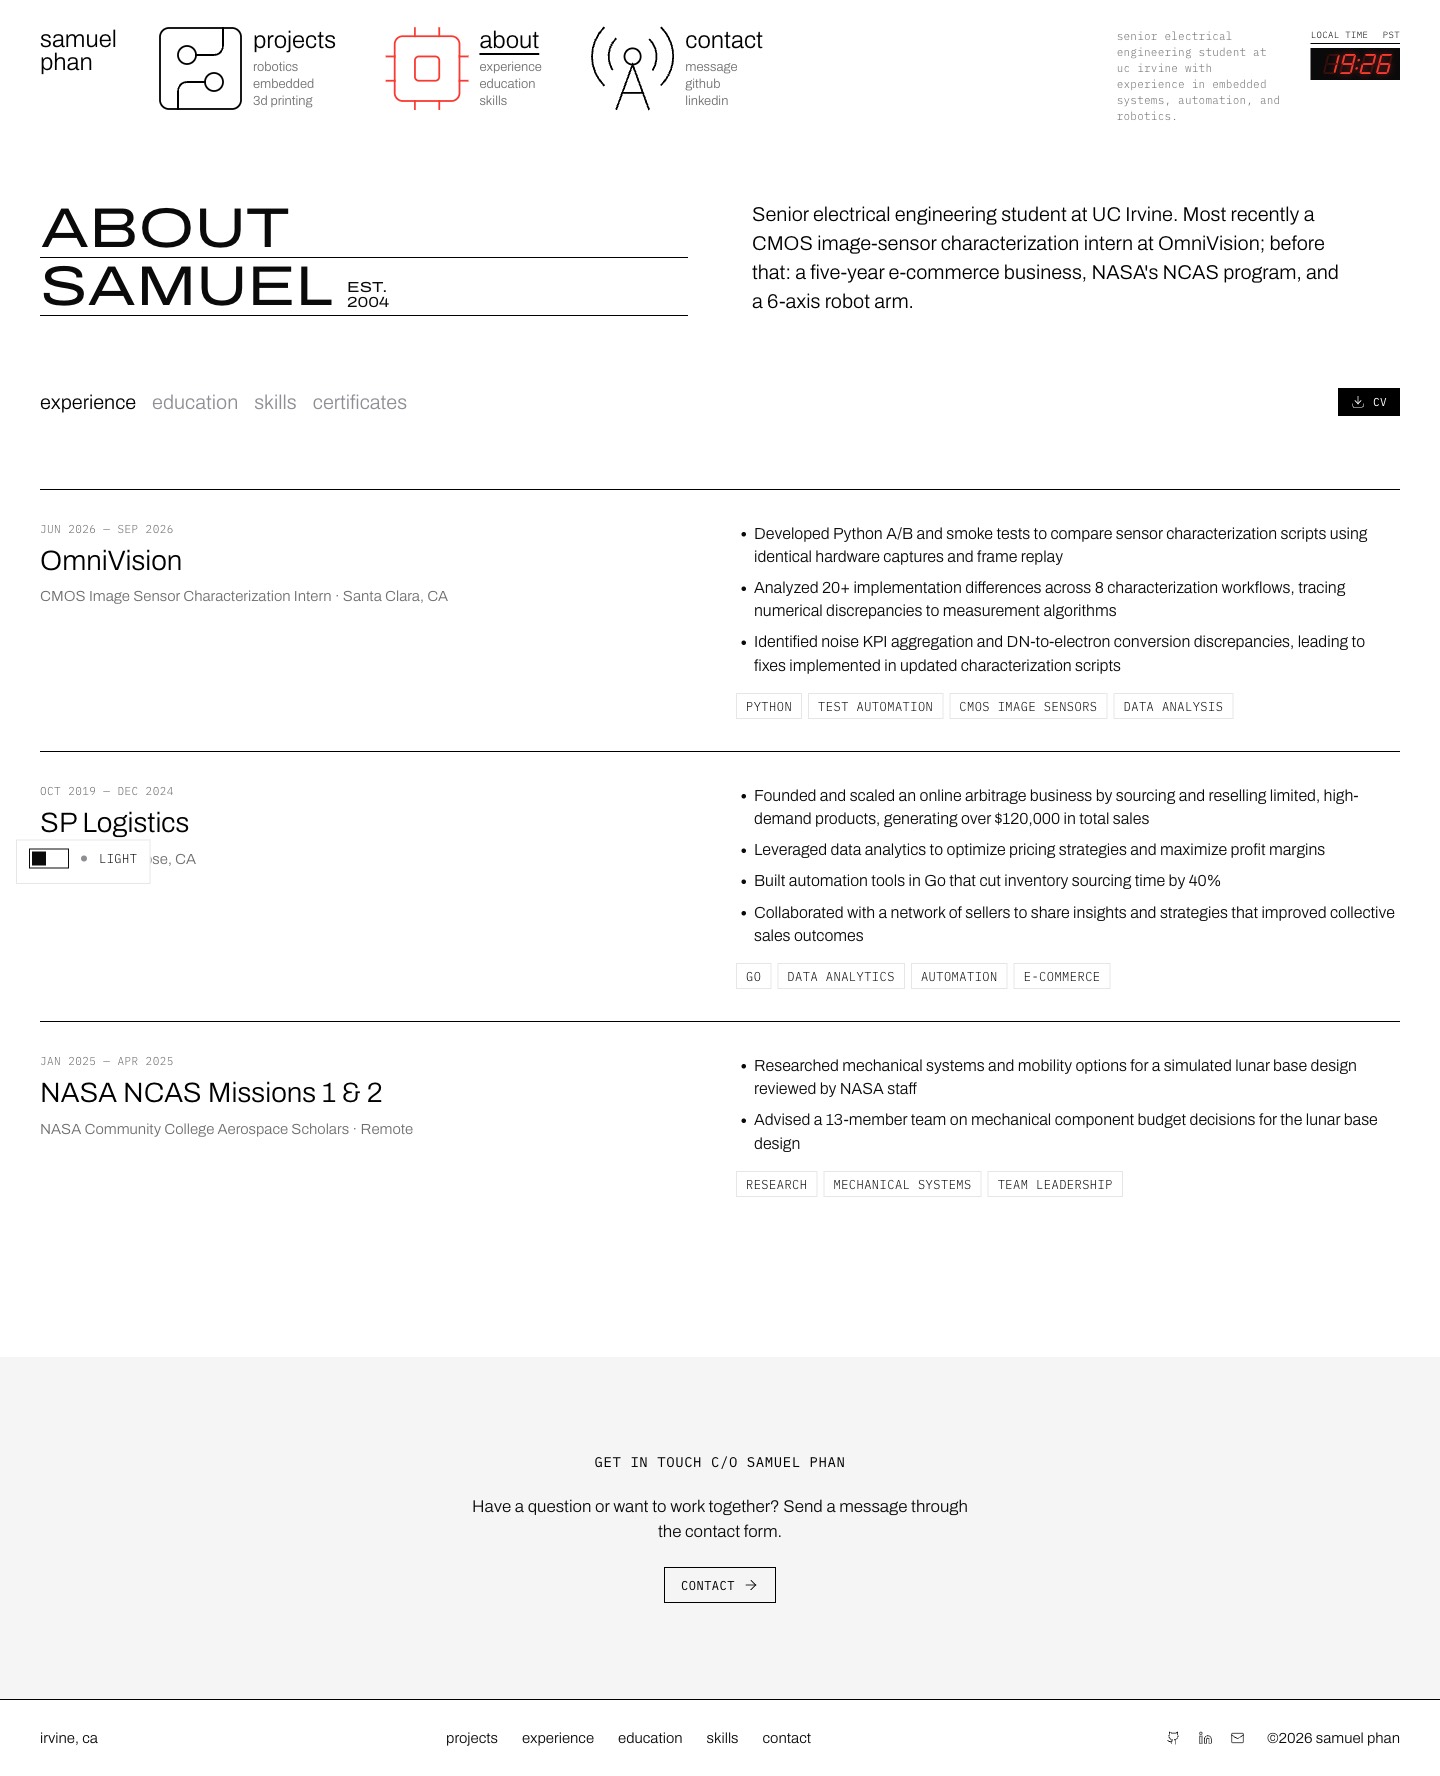 samuel
phan
projects
robotics
embedded
3d printing
about
experience
education
skills
contact
message
github
linkedin
senior electrical
engineering student at
uc irvine with
experience in embedded
systems, automation, and
robotics.
LOCAL TIME PST
19:26
ABOUT
SAMUEL EST.
2004
Senior electrical engineering student at UC Irvine. Most recently a
CMOS image-sensor characterization intern at OmniVision; before
that: a five-year e-commerce business, NASA's NCAS program, and
a 6-axis robot arm.
experience education skills certificates
CV
JUN 2026 — SEP 2026
OmniVision
CMOS Image Sensor Characterization Intern · Santa Clara, CA
• Developed Python A/B and smoke tests to compare sensor characterization scripts using
identical hardware captures and frame replay
• Analyzed 20+ implementation differences across 8 characterization workflows, tracing
numerical discrepancies to measurement algorithms
• Identified noise KPI aggregation and DN-to-electron conversion discrepancies, leading to
fixes implemented in updated characterization scripts
PYTHON TEST AUTOMATION CMOS IMAGE SENSORS DATA ANALYSIS
OCT 2019 — DEC 2024
SP Logistics
LIGHT
CA
• Founded and scaled an online arbitrage business by sourcing and reselling limited, high-
demand products, generating over $120,000 in total sales
• Leveraged data analytics to optimize pricing strategies and maximize profit margins
• Built automation tools in Go that cut inventory sourcing time by 40%
• Collaborated with a network of sellers to share insights and strategies that improved collective
sales outcomes
GO DATA ANALYTICS AUTOMATION E-COMMERCE
JAN 2025 — APR 2025
NASA NCAS Missions 1 & 2
NASA Community College Aerospace Scholars · Remote
• Researched mechanical systems and mobility options for a simulated lunar base design
reviewed by NASA staff
• Advised a 13-member team on mechanical component budget decisions for the lunar base
design
RESEARCH MECHANICAL SYSTEMS TEAM LEADERSHIP
GET IN TOUCH C/O SAMUEL PHAN
Have a question or want to work together? Send a message through
the contact form.
CONTACT →
irvine, ca
projects experience education skills contact
©2026 samuel phan